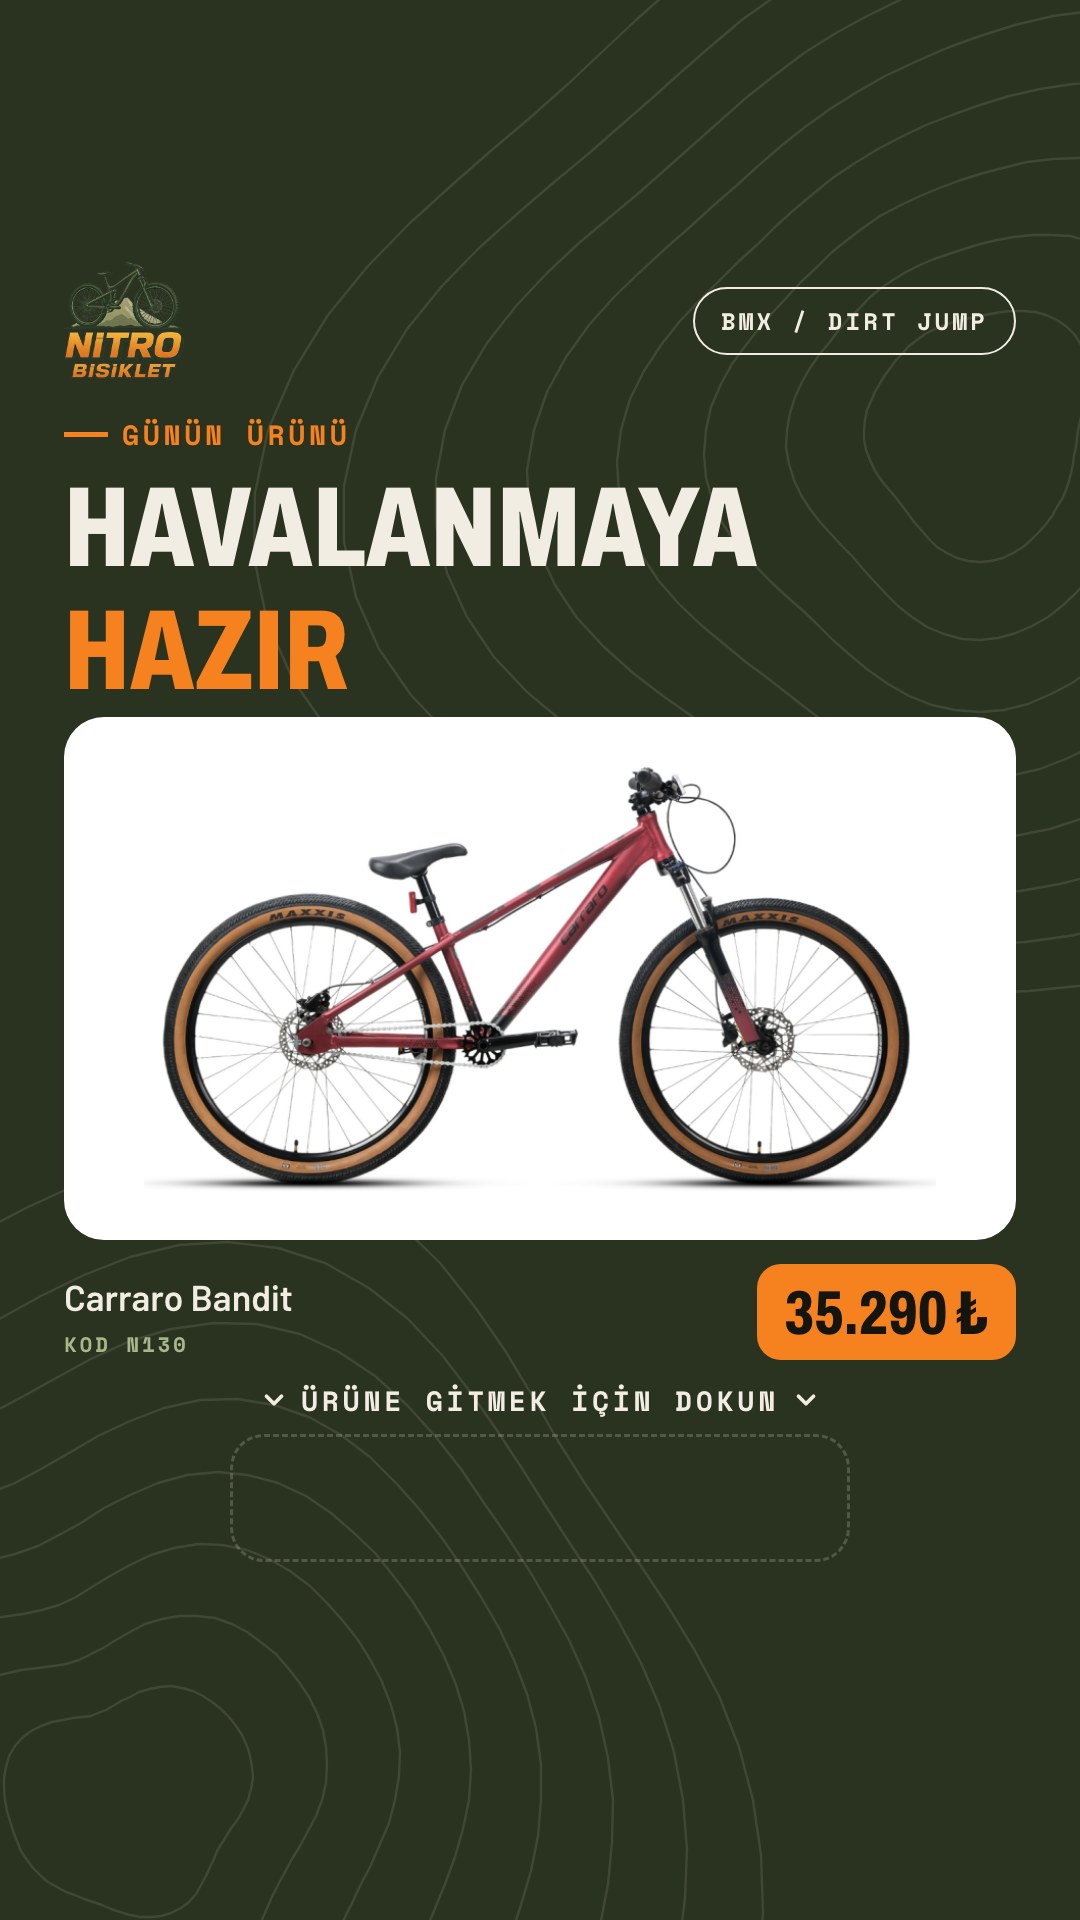 NiTRO
BiSiKLET
BMX / DIRT JUMP
GÜNÜN ÜRÜNÜ
HAVALANMAYA
HAZIR
carraro
MAXXIS
MAXXIS
Carraro Bandit
35.290 ₺
KOD N130
ÜRÜNE GİTMEK İÇİN DOKUN